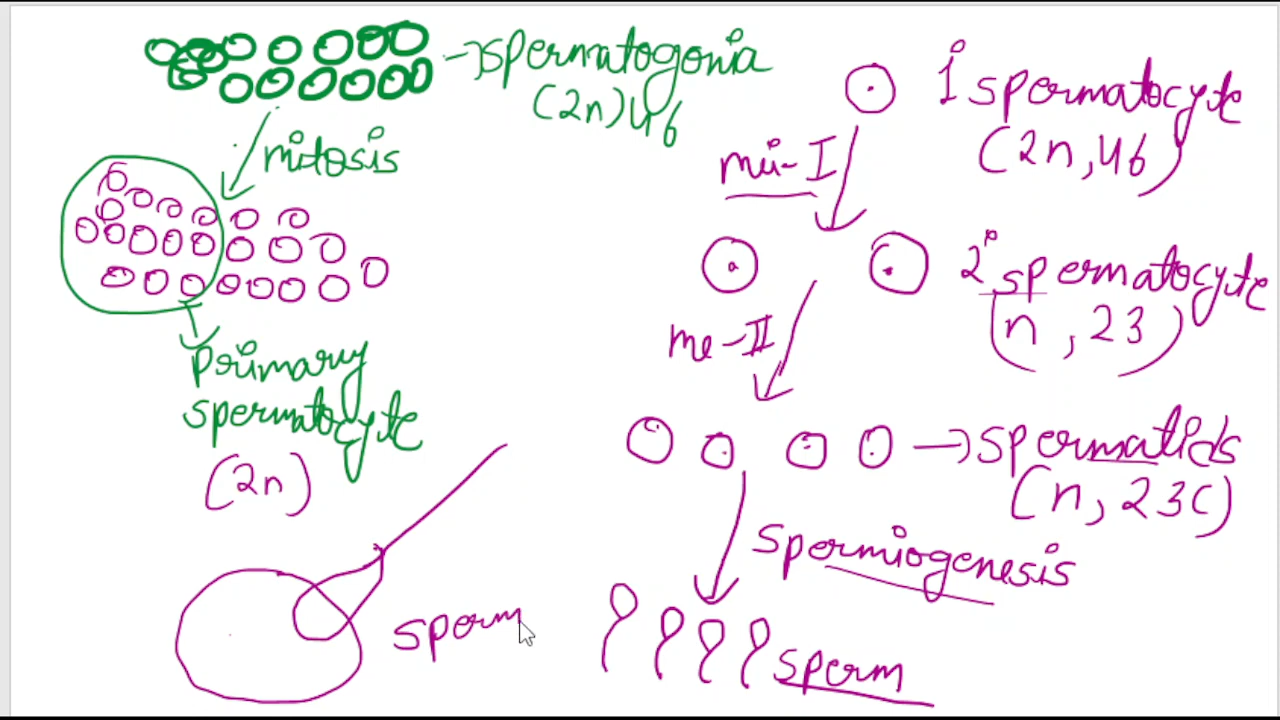 spermatogonia
(2n) 46
mitosis
Primary
spermatocyte
(2n)
sperm
1° spermatocyte
(2n, 46)
mei-I
2° spermatocyte
(n, 23)
me-II
spermatids
(n, 23C)
Spermiogenesis
sperm